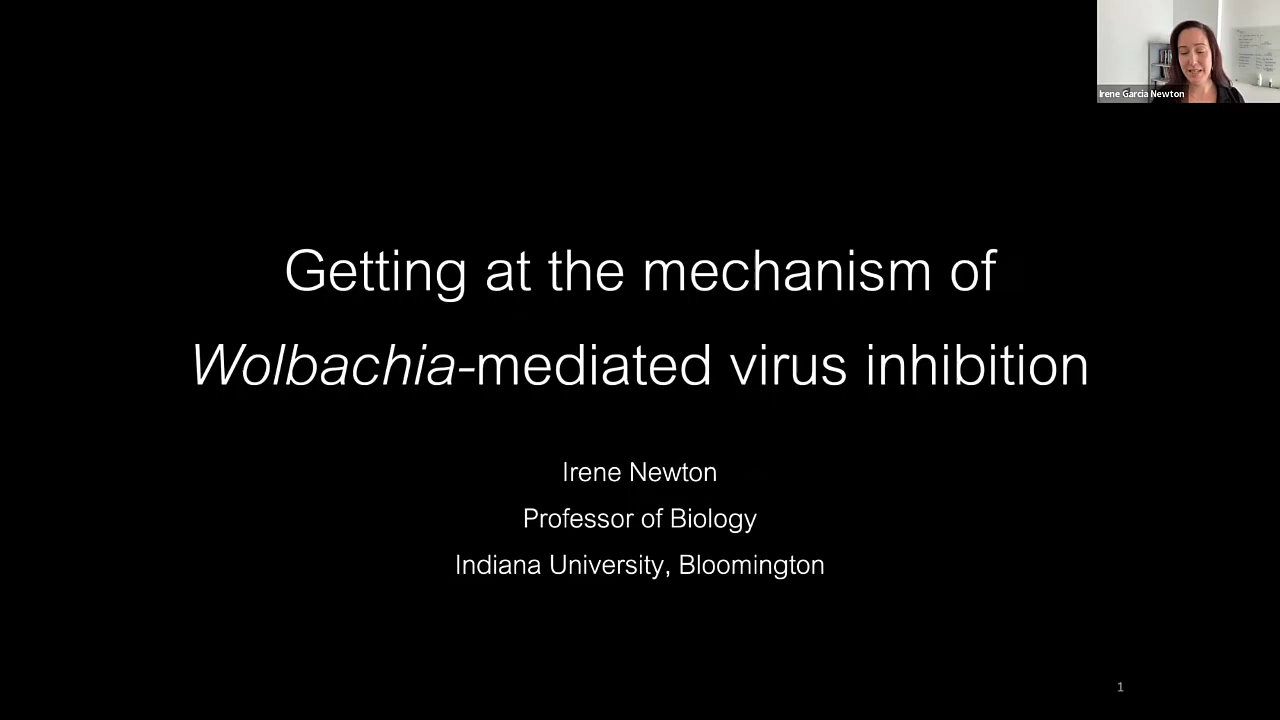 Irene Garcia Newton
Getting at the mechanism of
Wolbachia-mediated virus inhibition
Irene Newton
Professor of Biology
Indiana University, Bloomington
1